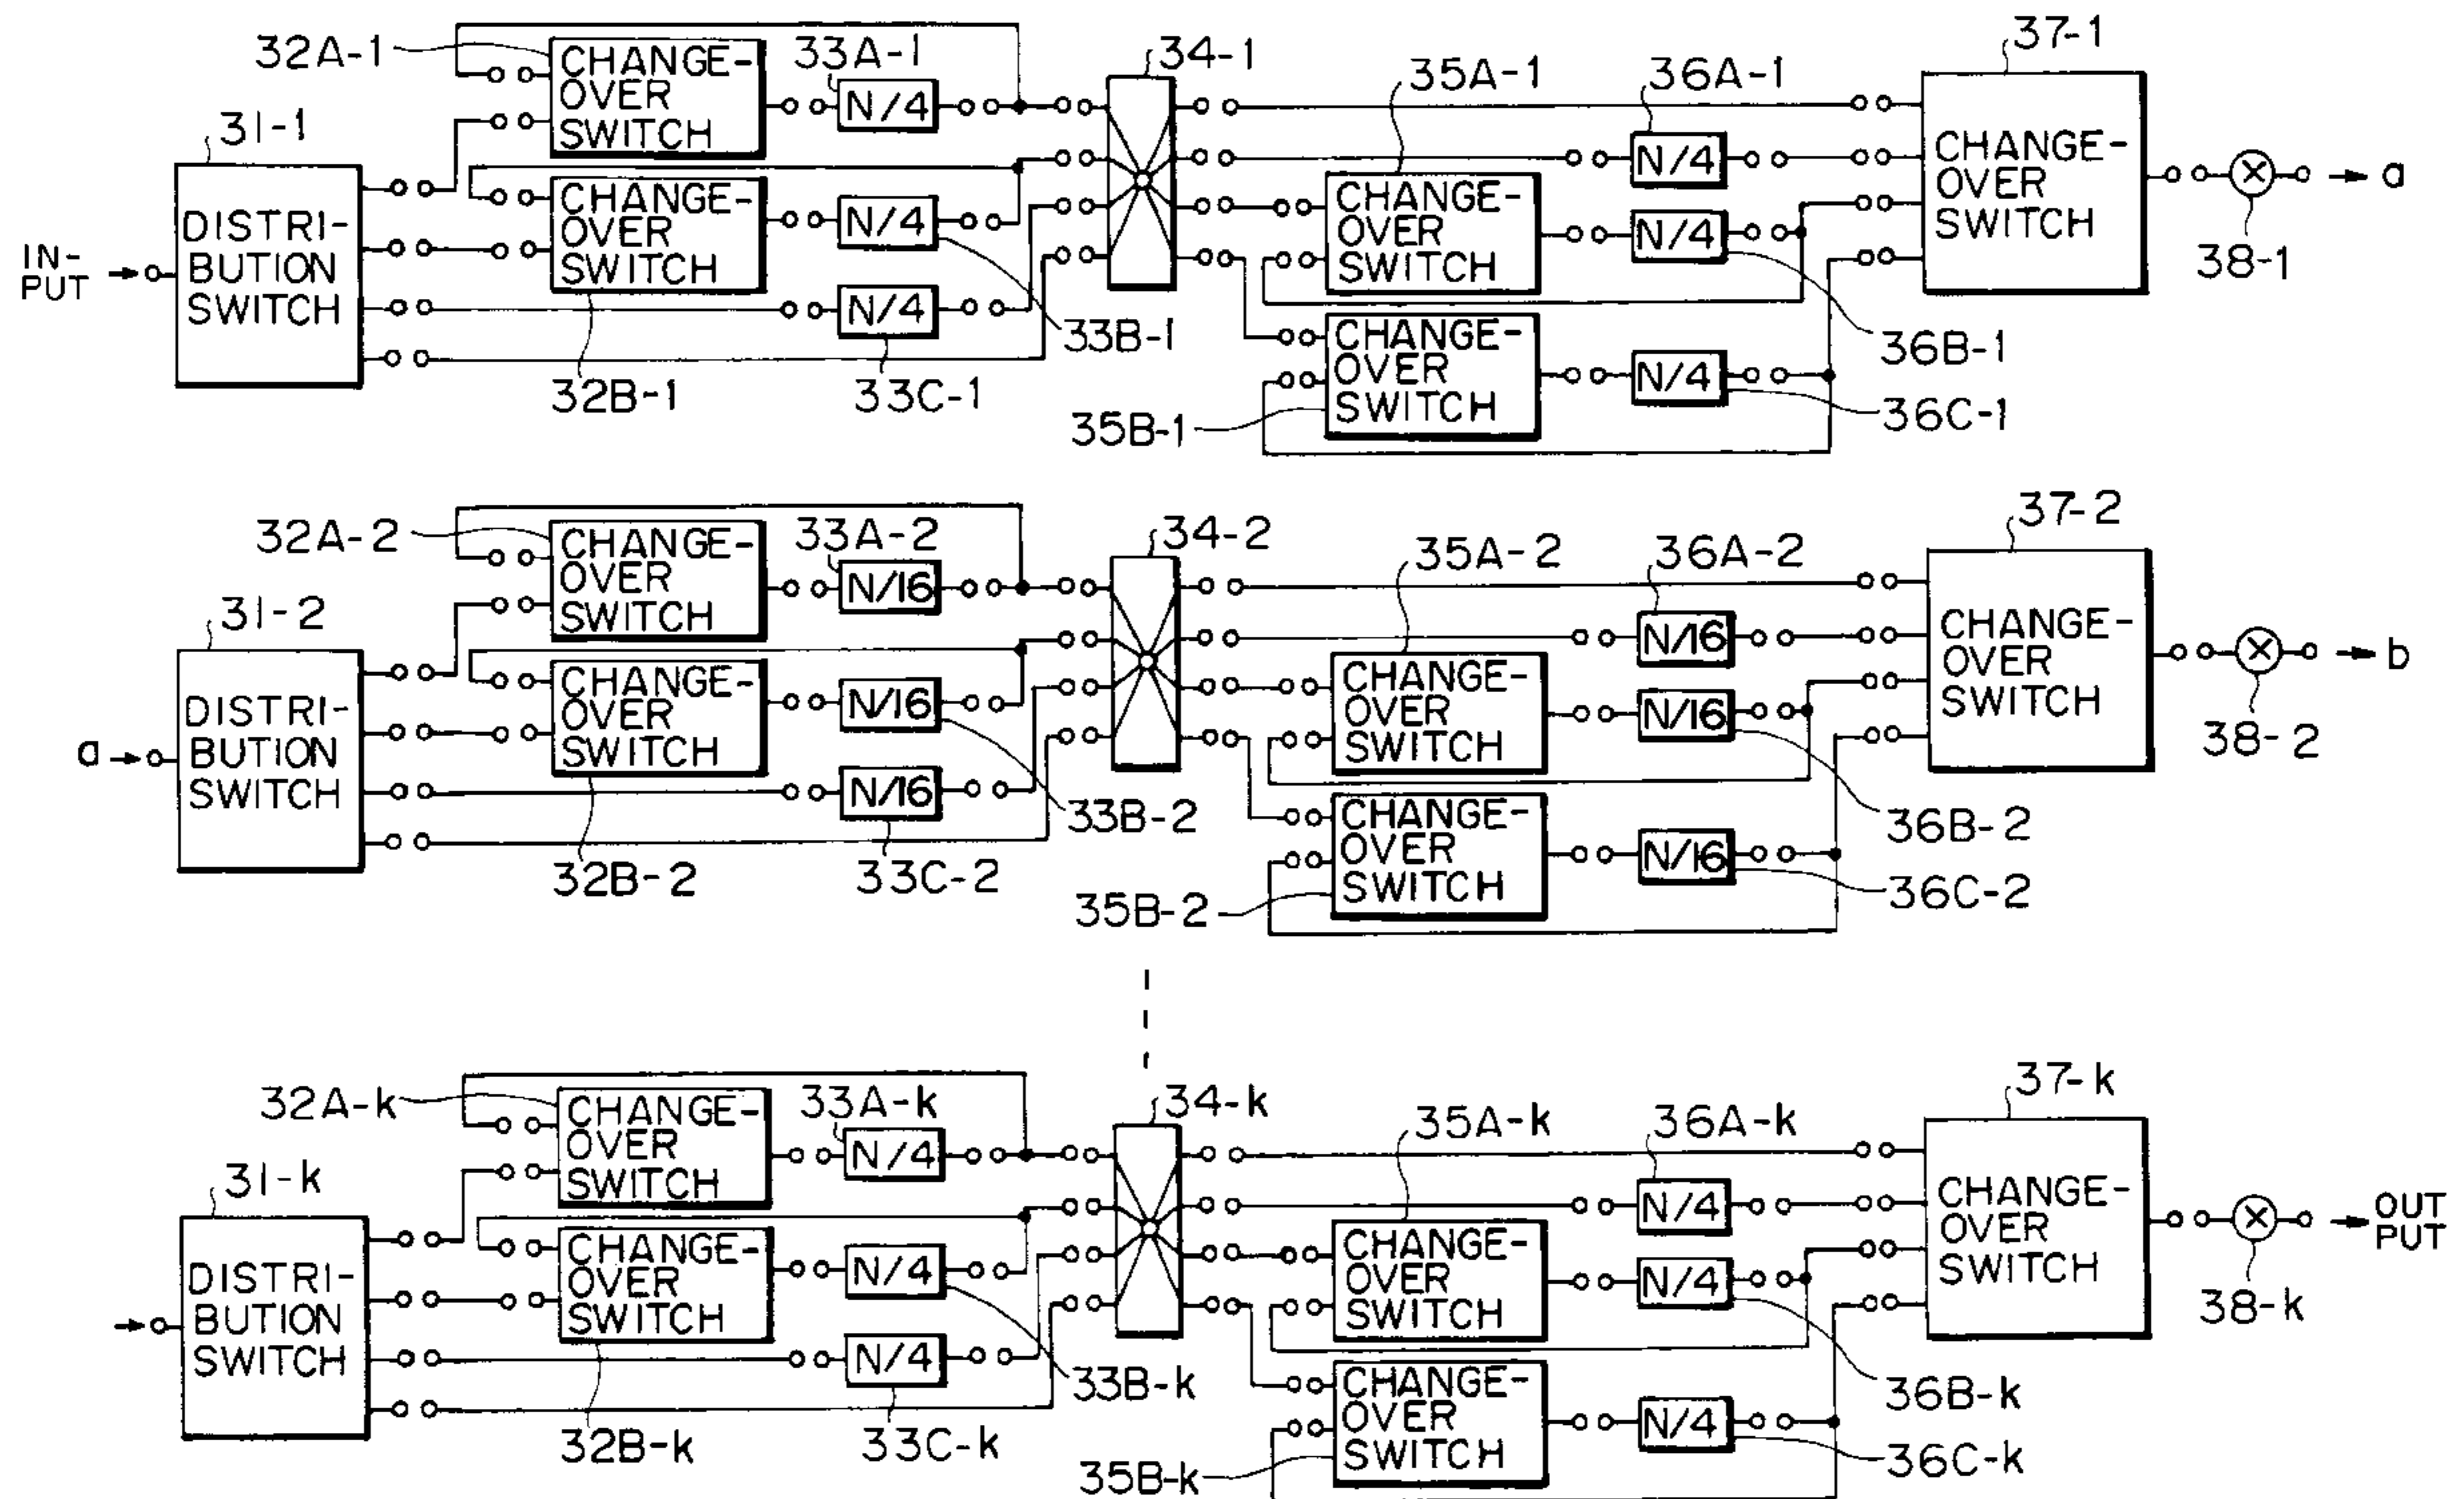 32A-1
CHANGE-
OVER
SWITCH
33A-1
N/4
34-1
35A-1
36A-1
37-1
31-1
DISTRI-
BUTION
SWITCH
IN-
PUT
CHANGE-
OVER
SWITCH
32B-1
N/4
33B-1
N/4
33C-1
CHANGE-
OVER
SWITCH
N/4
N/4
36B-1
CHANGE-
OVER
SWITCH
35B-1
N/4
36C-1
CHANGE-
OVER
SWITCH
38-1
a
32A-2
CHANGE-
OVER
SWITCH
33A-2
N/16
34-2
35A-2
36A-2
37-2
31-2
a
DISTRI-
BUTION
SWITCH
CHANGE-
OVER
SWITCH
32B-2
N/16
33B-2
N/16
33C-2
CHANGE-
OVER
SWITCH
N/16
N/16
36B-2
CHANGE-
OVER
SWITCH
35B-2
N/16
36C-2
CHANGE-
OVER
SWITCH
38-2
b
32A-k
CHANGE-
OVER
SWITCH
33A-k
N/4
34-k
35A-k
36A-k
37-k
31-k
DISTRI-
BUTION
SWITCH
CHANGE-
OVER
SWITCH
32B-k
N/4
33B-k
N/4
33C-k
CHANGE-
OVER
SWITCH
N/4
N/4
36B-k
CHANGE-
OVER
SWITCH
35B-k
N/4
36C-k
CHANGE-
OVER
SWITCH
38-k
OUT
PUT